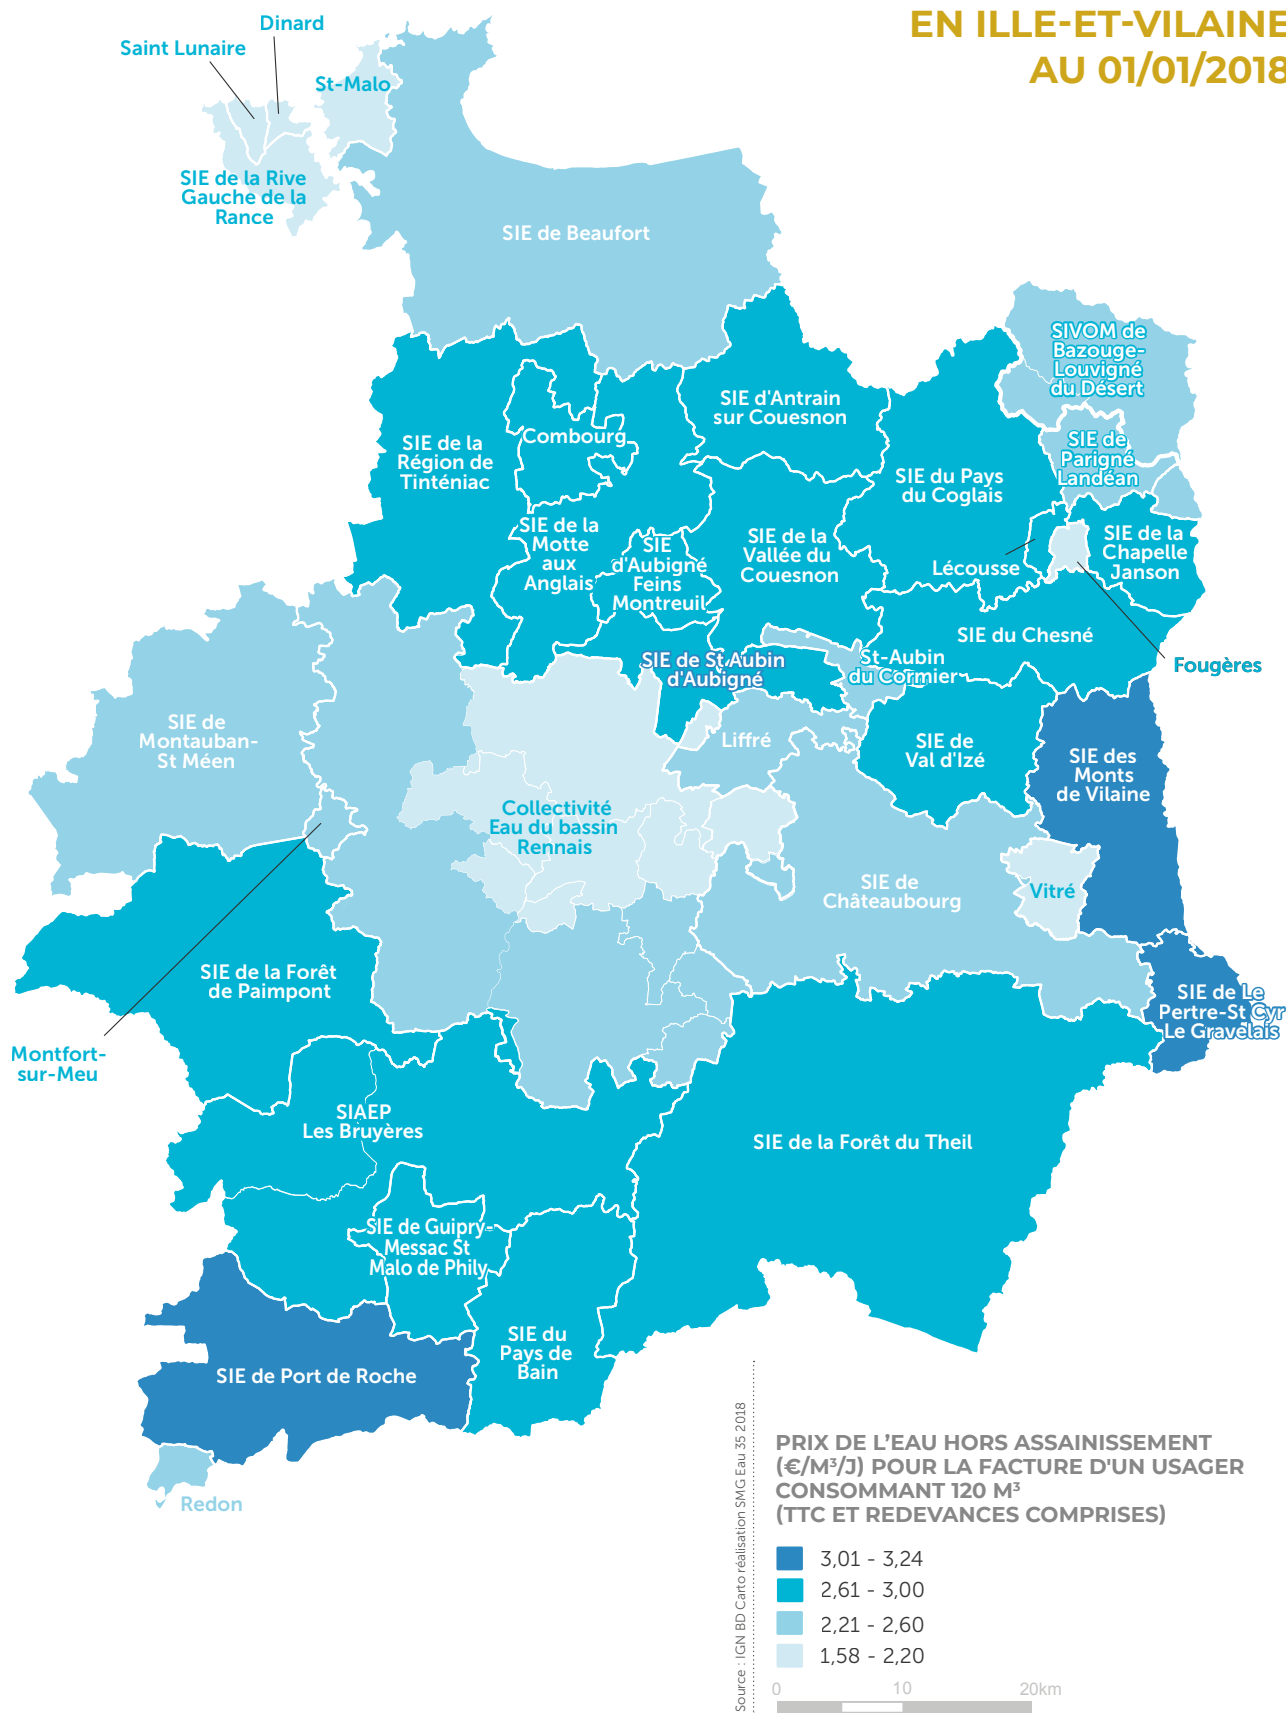 EN ILLE-ET-VILAINE
AU 01/01/2018
Dinard
Saint Lunaire
St-Malo
SIE de la Rive
Gauche de la
Rance
SIE de Beaufort
SIVOM de
Bazouge-
Louvigné
du Désert
SIE d'Antrain
sur Couesnon
Combourg
SIE de la
Région de
Tinténiac
SIE de
Parigné
Landéan
SIE du Pays
du Coglais
SIE de la
Motte
aux
Anglais
SIE
d'Aubigné
Feins
Montreuil
SIE de la
Vallée du
Couesnon
Lécousse
SIE de la
Chapelle
Janson
SIE du Chesné
Fougères
SIE de St Aubin
d'Aubigné
St-Aubin
du Cormier
SIE de
Montauban-
St Méen
Liffré
SIE de
Val d'Izé
SIE des
Monts
de Vilaine
Collectivité
Eau du bassin
Rennais
SIE de
Châteaubourg
Vitré
SIE de la Forêt
de Paimpont
SIE de Le
Pertre-St Cyr
Le Gravelais
Montfort-
sur-Meu
SIAEP
Les Bruyères
SIE de la Forêt du Theil
SIE de Guipry-
Messac St
Malo de Phily
SIE du
Pays de
Bain
SIE de Port de Roche
Redon
Source : IGN BD Carto réalisation SMG Eau 35 2018
PRIX DE L'EAU HORS ASSAINISSEMENT
(€/M³/J) POUR LA FACTURE D'UN USAGER
CONSOMMANT 120 M³
(TTC ET REDEVANCES COMPRISES)
3,01 - 3,24
2,61 - 3,00
2,21 - 2,60
1,58 - 2,20
0 10 20km